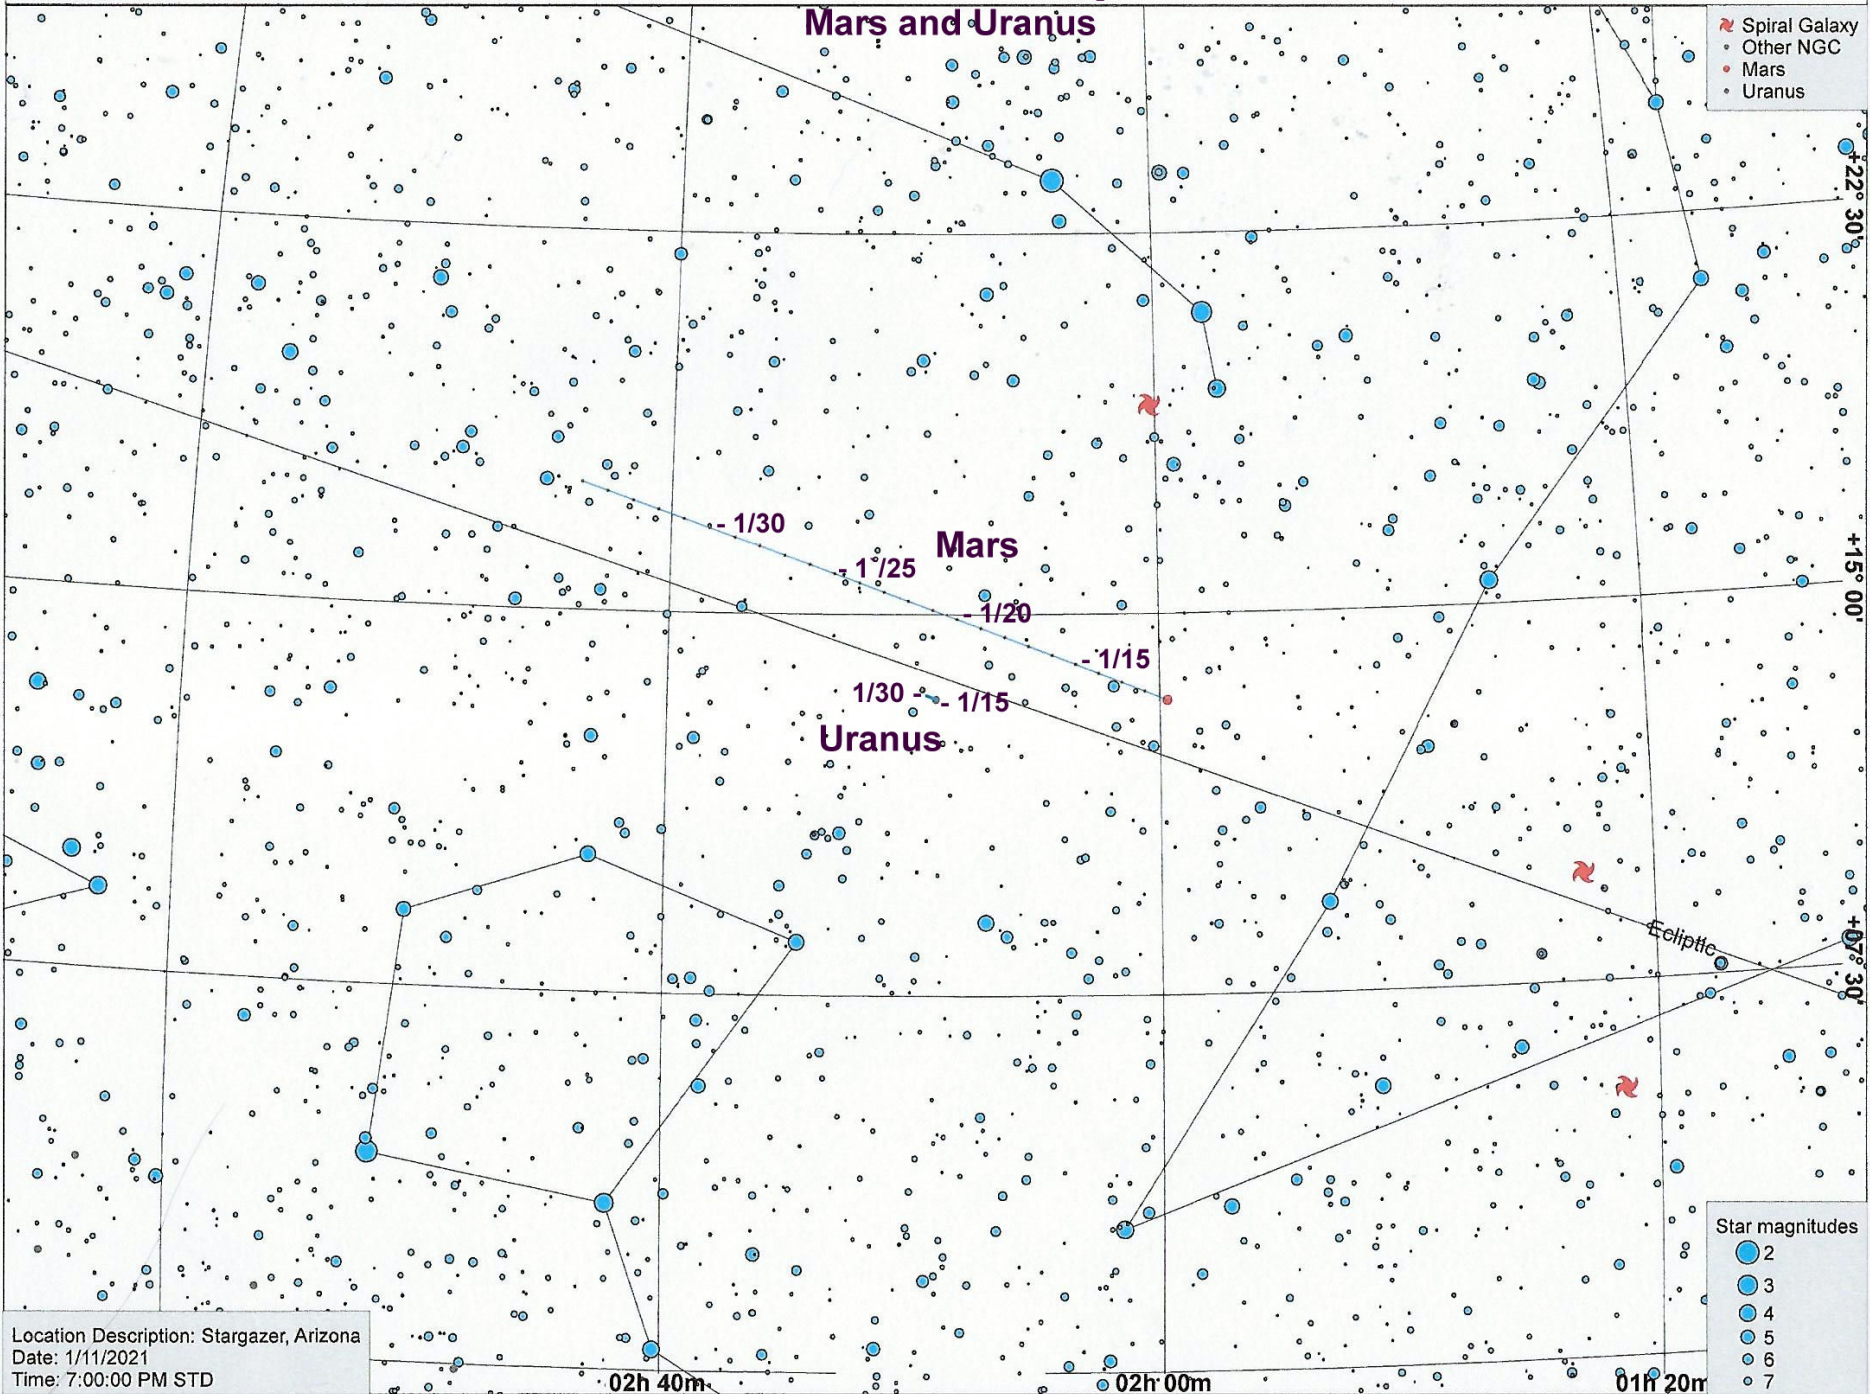 Mars and Uranus
Spiral Galaxy
Other NGC
Mars
Uranus
+22° 30'
- 1/30
Mars
- 1'/25
- 1/20
+15° 00'
- 1/15
1/30 -
- 1/15
Uranus
Ecliptic
+07° 30'
Star magnitudes
2
3
4
5
6
7
Location Description: Stargazer, Arizona
Date: 1/11/2021
Time: 7:00:00 PM STD
02h 40m
02h 00m
01h 20m